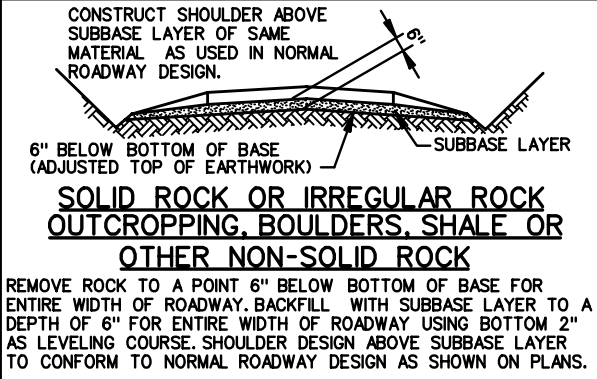 CONSTRUCT SHOULDER ABOVE
SUBBASE LAYER OF SAME
MATERIAL AS USED IN NORMAL
ROADWAY DESIGN.
6"
6" BELOW BOTTOM OF BASE
(ADJUSTED TOP OF EARTHWORK)
SUBBASE LAYER
SOLID ROCK OR IRREGULAR ROCK
OUTCROPPING, BOULDERS, SHALE OR
OTHER NON-SOLID ROCK
REMOVE ROCK TO A POINT 6" BELOW BOTTOM OF BASE FOR
ENTIRE WIDTH OF ROADWAY. BACKFILL WITH SUBBASE LAYER TO A
DEPTH OF 6" FOR ENTIRE WIDTH OF ROADWAY USING BOTTOM 2"
AS LEVELING COURSE. SHOULDER DESIGN ABOVE SUBBASE LAYER
TO CONFORM TO NORMAL ROADWAY DESIGN AS SHOWN ON PLANS.